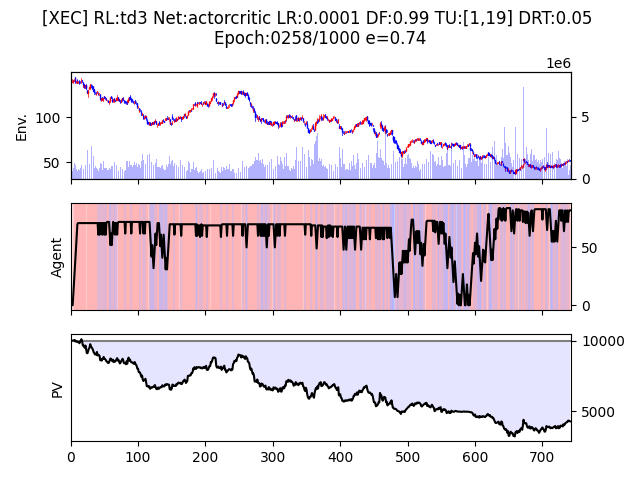 [XEC] RL:td3 Net:actorcritic LR:0.0001 DF:0.99 TU:[1,19] DRT:0.05
Epoch:0258/1000 e=0.74
1e6
Env.
100
50
5
0
Agent
50
0
PV
10000
5000
0 100 200 300 400 500 600 700